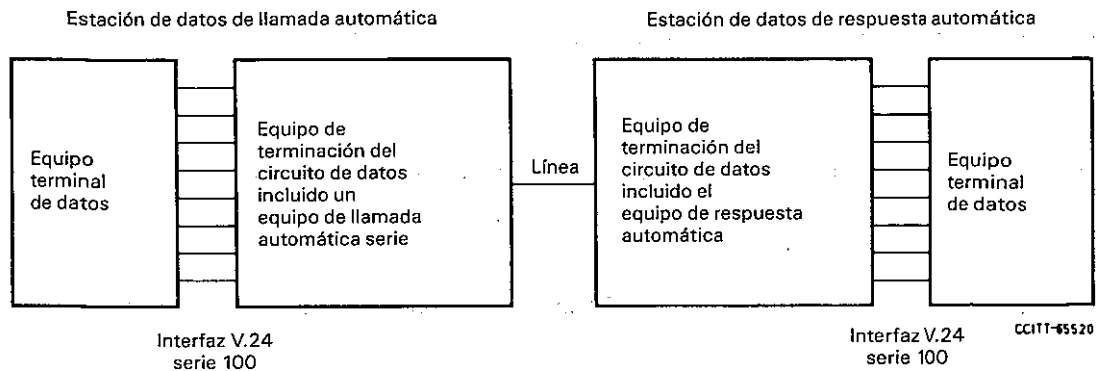 Estación de datos de llamada automática
Estación de datos de respuesta automática
Equipo
terminal
de datos
Equipo de
terminación del
circuito de datos
incluido un
equipo de llamada
automática serie
Línea
Equipo de
terminación del
circuito de datos
incluido el
equipo de respuesta
automática
Equipo
terminal
de datos
Interfaz V.24
serie 100
Interfaz V.24
serie 100
CCITT-65520